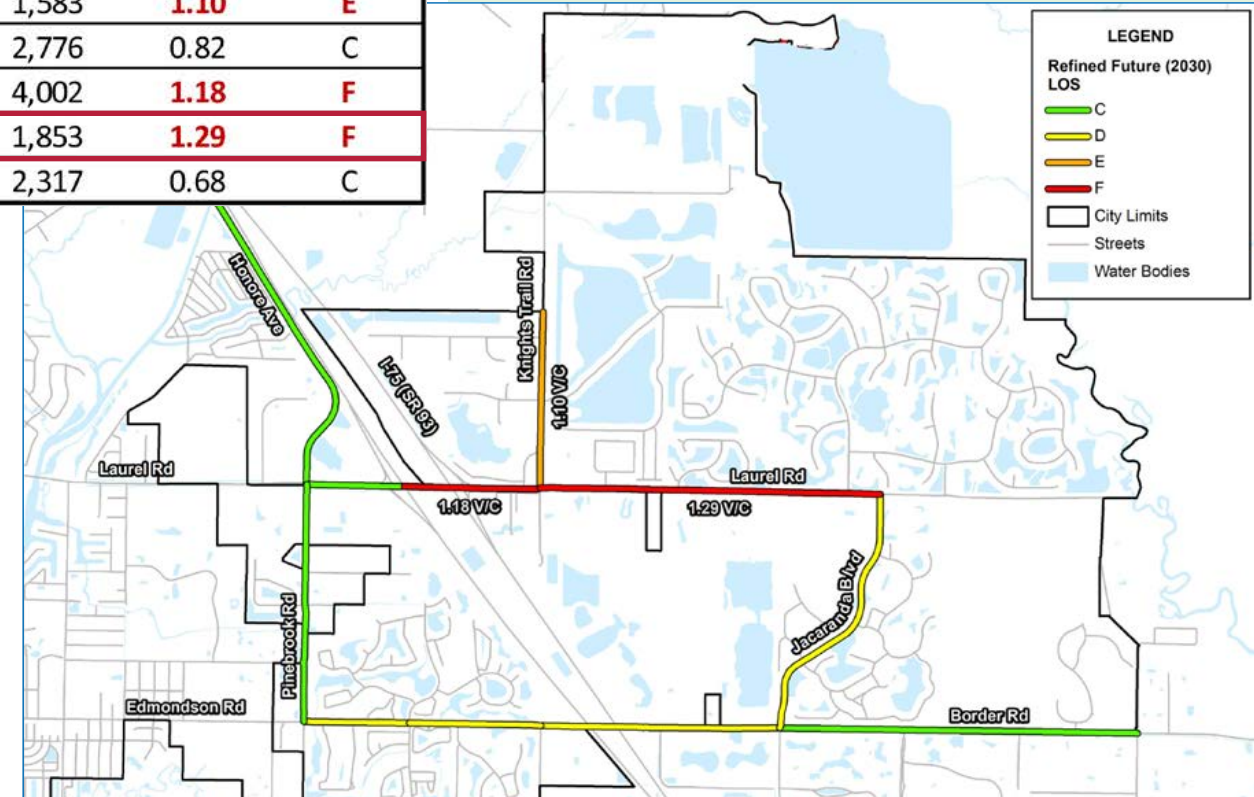 1,583 1.10 E
2,776 0.82 C
4,002 1.18 F
1,853 1.29 F
2,317 0.68 C
LEGEND
Refined Future (2030)
LOS
C
D
E
F
City Limits
Streets
Water Bodies
Honore Ave
Knights Trail Rd
I-75 (SR 93)
1.10 V/C
Laurel Rd
Laurel Rd
1.18 V/C
1.29 V/C
Pinebrook Rd
Jacaranda Blvd
Edmondson Rd
Border Rd